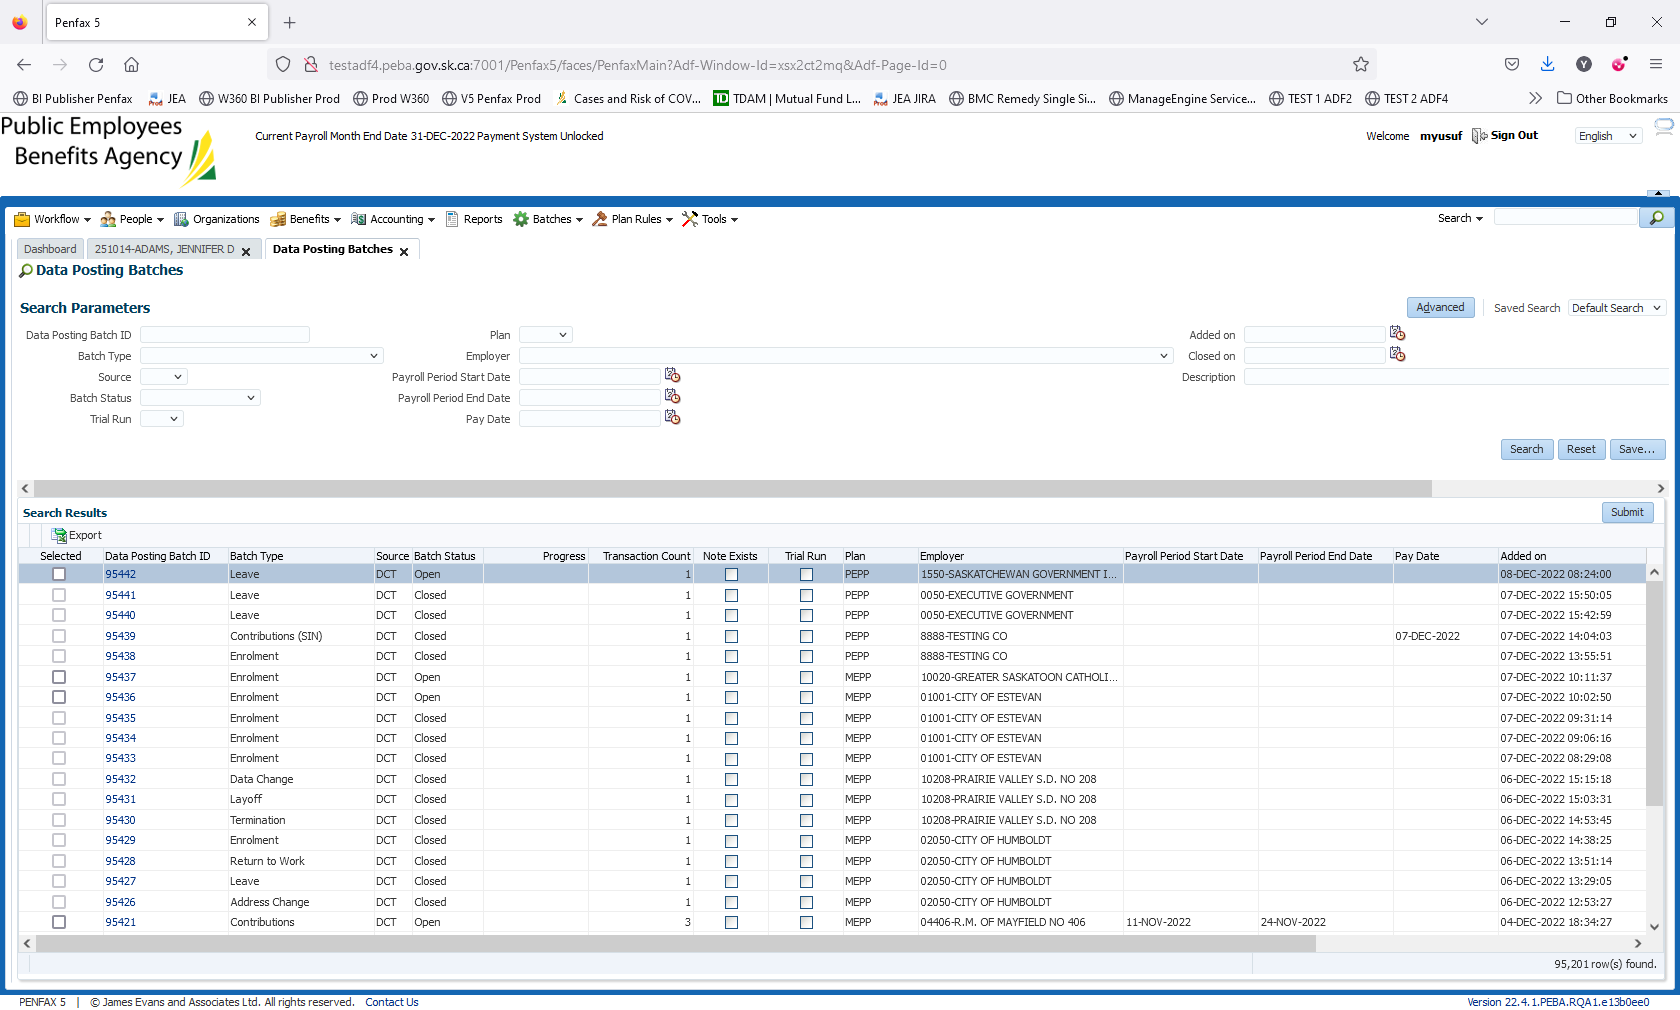 Penfax 5
testadf4.peba.gov.sk.ca:7001/Penfax5/faces/PenfaxMain?Adf-Window-Id=xsx2ct2mq&Adf-Page-Id=0
BI Publisher Penfax JEA W360 BI Publisher Prod Prod W360 V5 Penfax Prod Cases and Risk of COV... TD TDAM | Mutual Fund L... JEA JIRA BMC Remedy Single Si... ManageEngine Service... TEST 1 ADF2 TEST 2 ADF4 Other Bookmarks
Public Employees
Benefits Agency
Current Payroll Month End Date 31-DEC-2022 Payment System Unlocked
Welcome myusuf Sign Out English
Workflow People Organizations Benefits Accounting Reports Batches Plan Rules Tools Search
Dashboard 251014-ADAMS, JENNIFER D Data Posting Batches
Data Posting Batches
Search Parameters Advanced Saved Search Default Search
Data Posting Batch ID Plan Added on
Batch Type Employer Closed on
Source Payroll Period Start Date Description
Batch Status Payroll Period End Date
Trial Run Pay Date
Search Reset Save...
Search Results Submit
Export
Selected Data Posting Batch ID Batch Type Source Batch Status Progress Transaction Count Note Exists Trial Run Plan Employer Payroll Period Start Date Payroll Period End Date Pay Date Added on
95442 Leave DCT Open 1 PEPP 1550-SASKATCHEWAN GOVERNMENT I... 08-DEC-2022 08:24:00
95441 Leave DCT Closed 1 PEPP 0050-EXECUTIVE GOVERNMENT 07-DEC-2022 15:50:05
95440 Leave DCT Closed 1 PEPP 0050-EXECUTIVE GOVERNMENT 07-DEC-2022 15:42:59
95439 Contributions (SIN) DCT Closed 1 PEPP 8888-TESTING CO 07-DEC-2022 07-DEC-2022 14:04:03
95438 Enrolment DCT Closed 1 PEPP 8888-TESTING CO 07-DEC-2022 13:55:51
95437 Enrolment DCT Open 1 MEPP 10020-GREATER SASKATOON CATHOLI... 07-DEC-2022 10:11:37
95436 Enrolment DCT Open 1 MEPP 01001-CITY OF ESTEVAN 07-DEC-2022 10:02:50
95435 Enrolment DCT Closed 1 MEPP 01001-CITY OF ESTEVAN 07-DEC-2022 09:31:14
95434 Enrolment DCT Closed 1 MEPP 01001-CITY OF ESTEVAN 07-DEC-2022 09:06:16
95433 Enrolment DCT Closed 1 MEPP 01001-CITY OF ESTEVAN 07-DEC-2022 08:29:08
95432 Data Change DCT Closed 1 MEPP 10208-PRAIRIE VALLEY S.D. NO 208 06-DEC-2022 15:15:18
95431 Layoff DCT Closed 1 MEPP 10208-PRAIRIE VALLEY S.D. NO 208 06-DEC-2022 15:03:31
95430 Termination DCT Closed 1 MEPP 10208-PRAIRIE VALLEY S.D. NO 208 06-DEC-2022 14:53:45
95429 Enrolment DCT Closed 1 MEPP 02050-CITY OF HUMBOLDT 06-DEC-2022 14:38:25
95428 Return to Work DCT Closed 1 MEPP 02050-CITY OF HUMBOLDT 06-DEC-2022 13:51:14
95427 Leave DCT Closed 1 MEPP 02050-CITY OF HUMBOLDT 06-DEC-2022 13:29:05
95426 Address Change DCT Closed 1 MEPP 02050-CITY OF HUMBOLDT 06-DEC-2022 12:53:27
95421 Contributions DCT Open 3 MEPP 04406-R.M. OF MAYFIELD NO 406 11-NOV-2022 24-NOV-2022 04-DEC-2022 18:34:27
95,201 row(s) found.
PENFAX 5 | © James Evans and Associates Ltd. All rights reserved. Contact Us Version 22.4.1.PEBA.RQA1.e13b0ee0